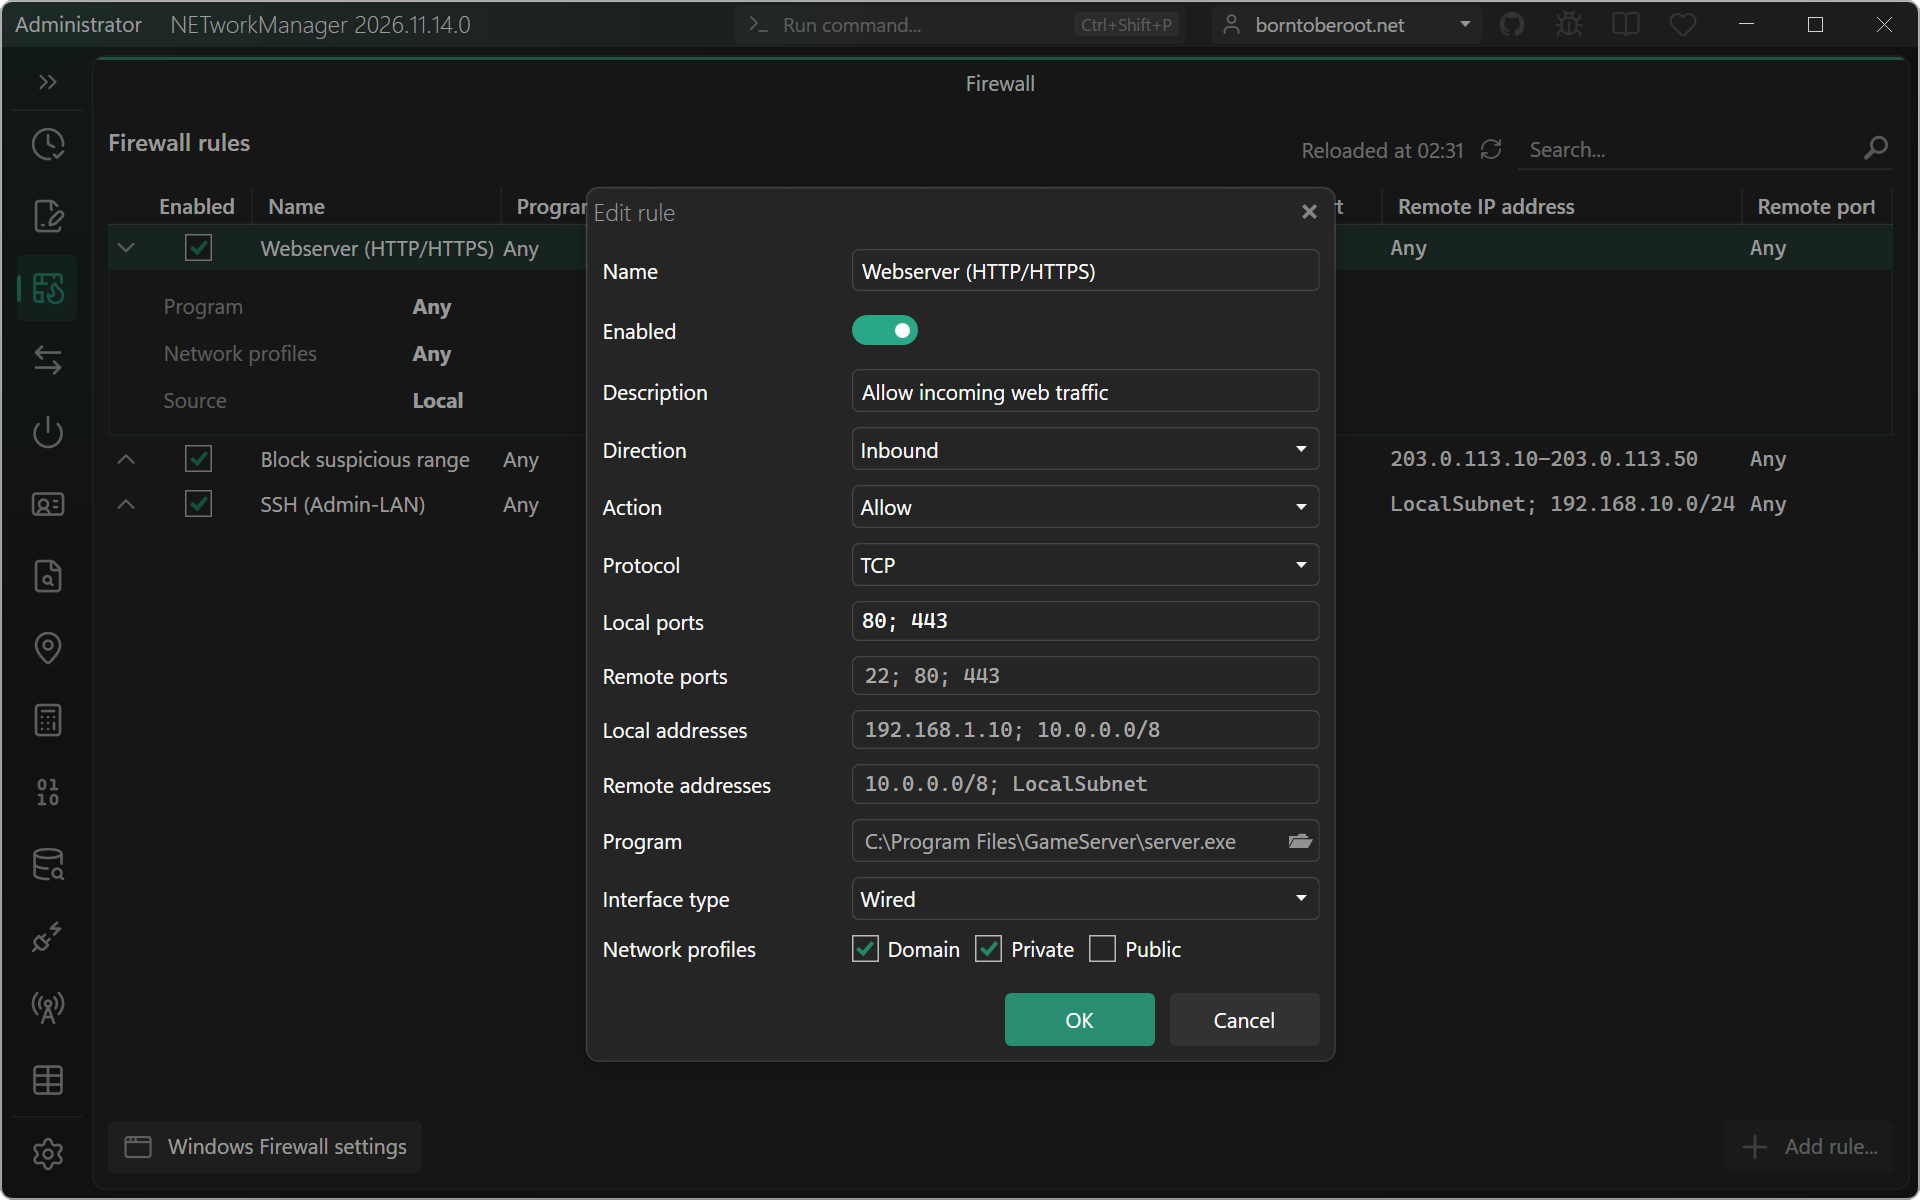 Administrator NETworkManager 2026.11.14.0 Run command... Ctrl+Shift+P borntoberoot.net
Firewall
Firewall rules Reloaded at 02:31 Search...
Enabled Name Remote IP address Remote port
Webserver (HTTP/HTTPS) Any Any Any
Program Any
Network profiles Any
Source Local
Block suspicious range Any 203.0.113.10-203.0.113.50 Any
SSH (Admin-LAN) Any LocalSubnet; 192.168.10.0/24 Any
Edit rule
Name Webserver (HTTP/HTTPS)
Enabled
Description Allow incoming web traffic
Direction Inbound
Action Allow
Protocol TCP
Local ports 80; 443
Remote ports 22; 80; 443
Local addresses 192.168.1.10; 10.0.0.0/8
Remote addresses 10.0.0.0/8; LocalSubnet
Program C:\Program Files\GameServer\server.exe
Interface type Wired
Network profiles Domain Private Public
OK Cancel
01
10
Windows Firewall settings Add rule...